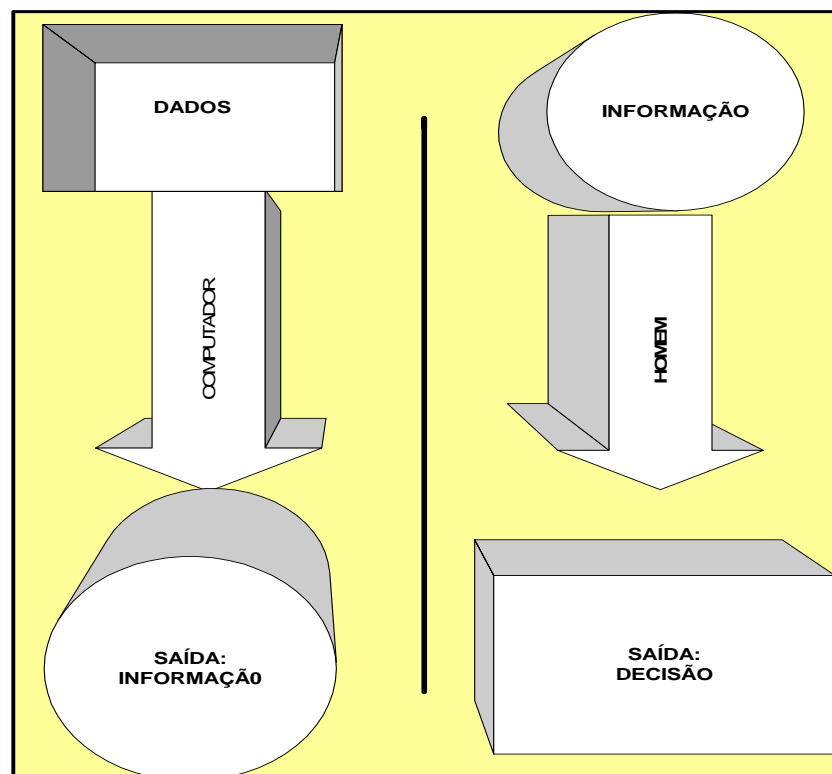 DADOS
COMPUTADOR
SAÍDA:
INFORMAÇÃ0
INFORMAÇÃO
HOMEM
SAÍDA:
DECISÃO